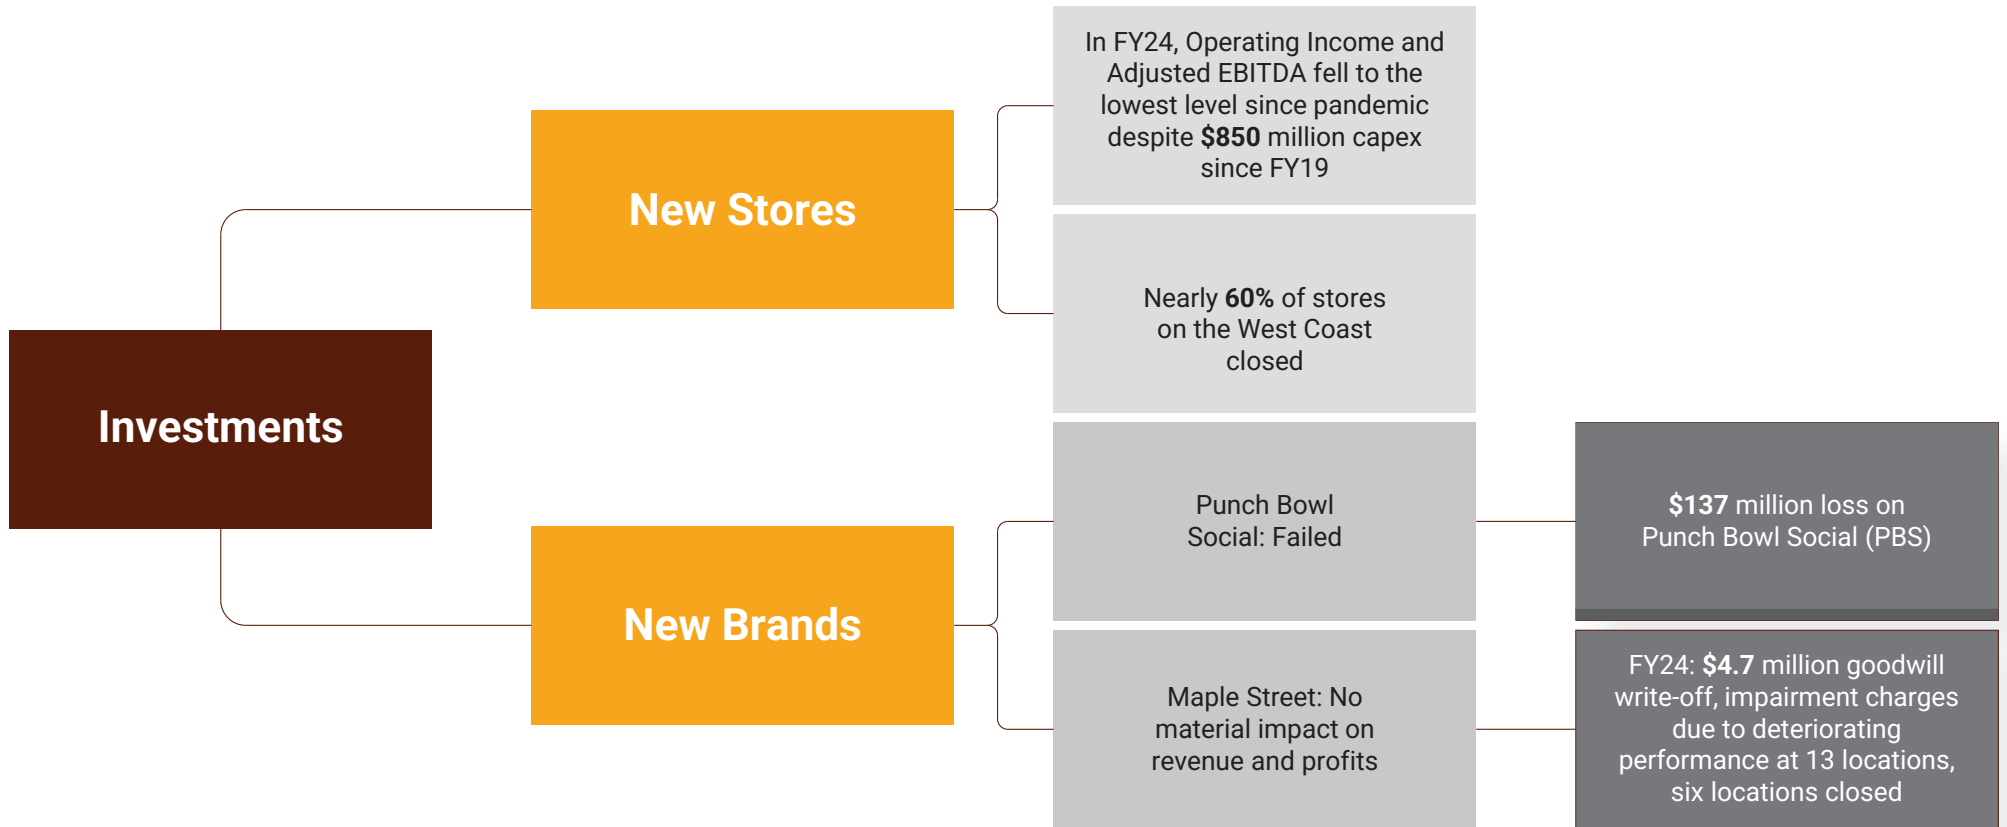 Investments
New Stores
In FY24, Operating Income and
Adjusted EBITDA fell to the
lowest level since pandemic
despite $850 million capex
since FY19
Nearly 60% of stores
on the West Coast
closed
New Brands
Punch Bowl
Social: Failed
$137 million loss on
Punch Bowl Social (PBS)
Maple Street: No
material impact on
revenue and profits
FY24: $4.7 million goodwill
write-off, impairment charges
due to deteriorating
performance at 13 locations,
six locations closed